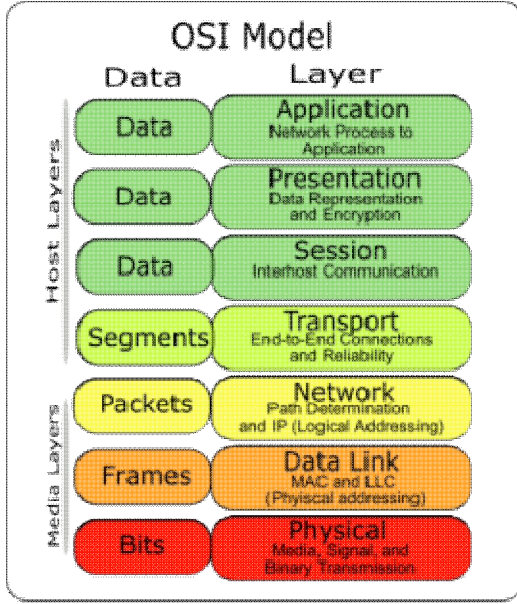 OSI Model
Data Layer
Host Layers
Data Application
Network Process to
Application
Data Presentation
Data Representation
and Encryption
Data Session
Interhost Communication
Segments Transport
End-to-End Connections
and Reliability
Media Layers
Packets Network
Path Determination
and IP (Logical Addressing)
Frames Data Link
MAC and LLC
(Phyiscal addressing)
Bits Physical
Media, Signal, and
Binary Transmission